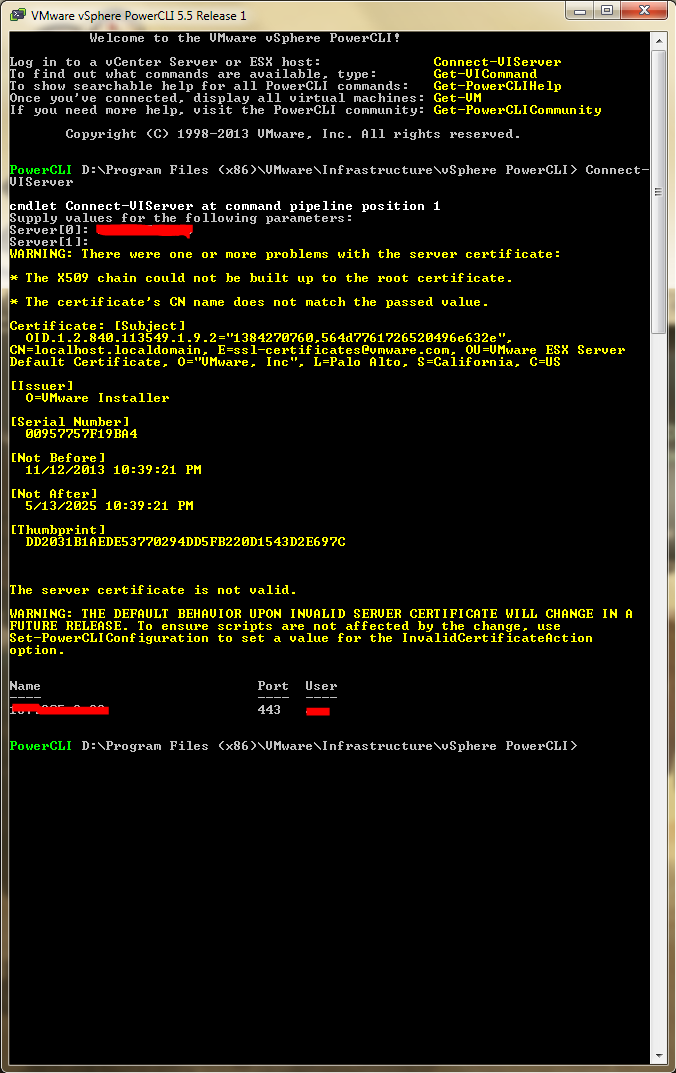 VMware vSphere PowerCLI 5.5 Release 1
Welcome to the VMware vSphere PowerCLI!
Log in to a vCenter Server or ESX host: Connect-VIServer
To find out what commands are available, type: Get-VICommand
To show searchable help for all PowerCLI commands: Get-PowerCLIHelp
Once you've connected, display all virtual machines: Get-VM
If you need more help, visit the PowerCLI community: Get-PowerCLICommunity
Copyright (C) 1998-2013 VMware, Inc. All rights reserved.
PowerCLI D:\Program Files (x86)\VMware\Infrastructure\vSphere PowerCLI> Connect-
VIServer
cmdlet Connect-VIServer at command pipeline position 1
Supply values for the following parameters:
Server[0]:
Server[1]:
WARNING: There were one or more problems with the server certificate:
* The X509 chain could not be built up to the root certificate.
* The certificate's CN name does not match the passed value.
Certificate: [Subject]
OID.1.2.840.113549.1.9.2="1384270760,564d7761726520496e632e",
CN=localhost.localdomain, E=ssl-certificates@vmware.com, OU=VMware ESX Server
Default Certificate, O="VMware, Inc", L=Palo Alto, S=California, C=US
[Issuer]
O=VMware Installer
[Serial Number]
00957757F19BA4
[Not Before]
11/12/2013 10:39:21 PM
[Not After]
5/13/2025 10:39:21 PM
[Thumbprint]
DD2031B1AEDE53770294DD5FB220D1543D2E697C
The server certificate is not valid.
WARNING: THE DEFAULT BEHAVIOR UPON INVALID SERVER CERTIFICATE WILL CHANGE IN A
FUTURE RELEASE. To ensure scripts are not affected by the change, use
Set-PowerCLIConfiguration to set a value for the InvalidCertificateAction
option.
Name Port User
---- ---- ----
443
PowerCLI D:\Program Files (x86)\VMware\Infrastructure\vSphere PowerCLI>